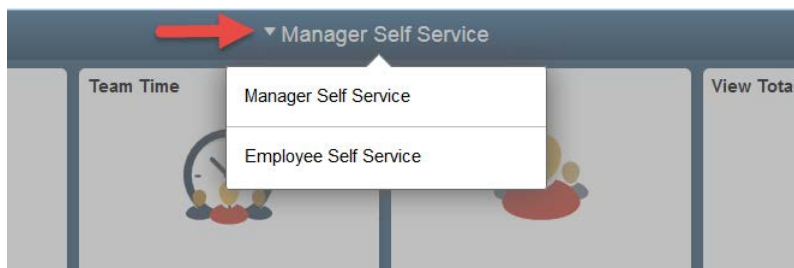 Manager Self Service
Team Time
Manager Self Service
Employee Self Service
View Tota